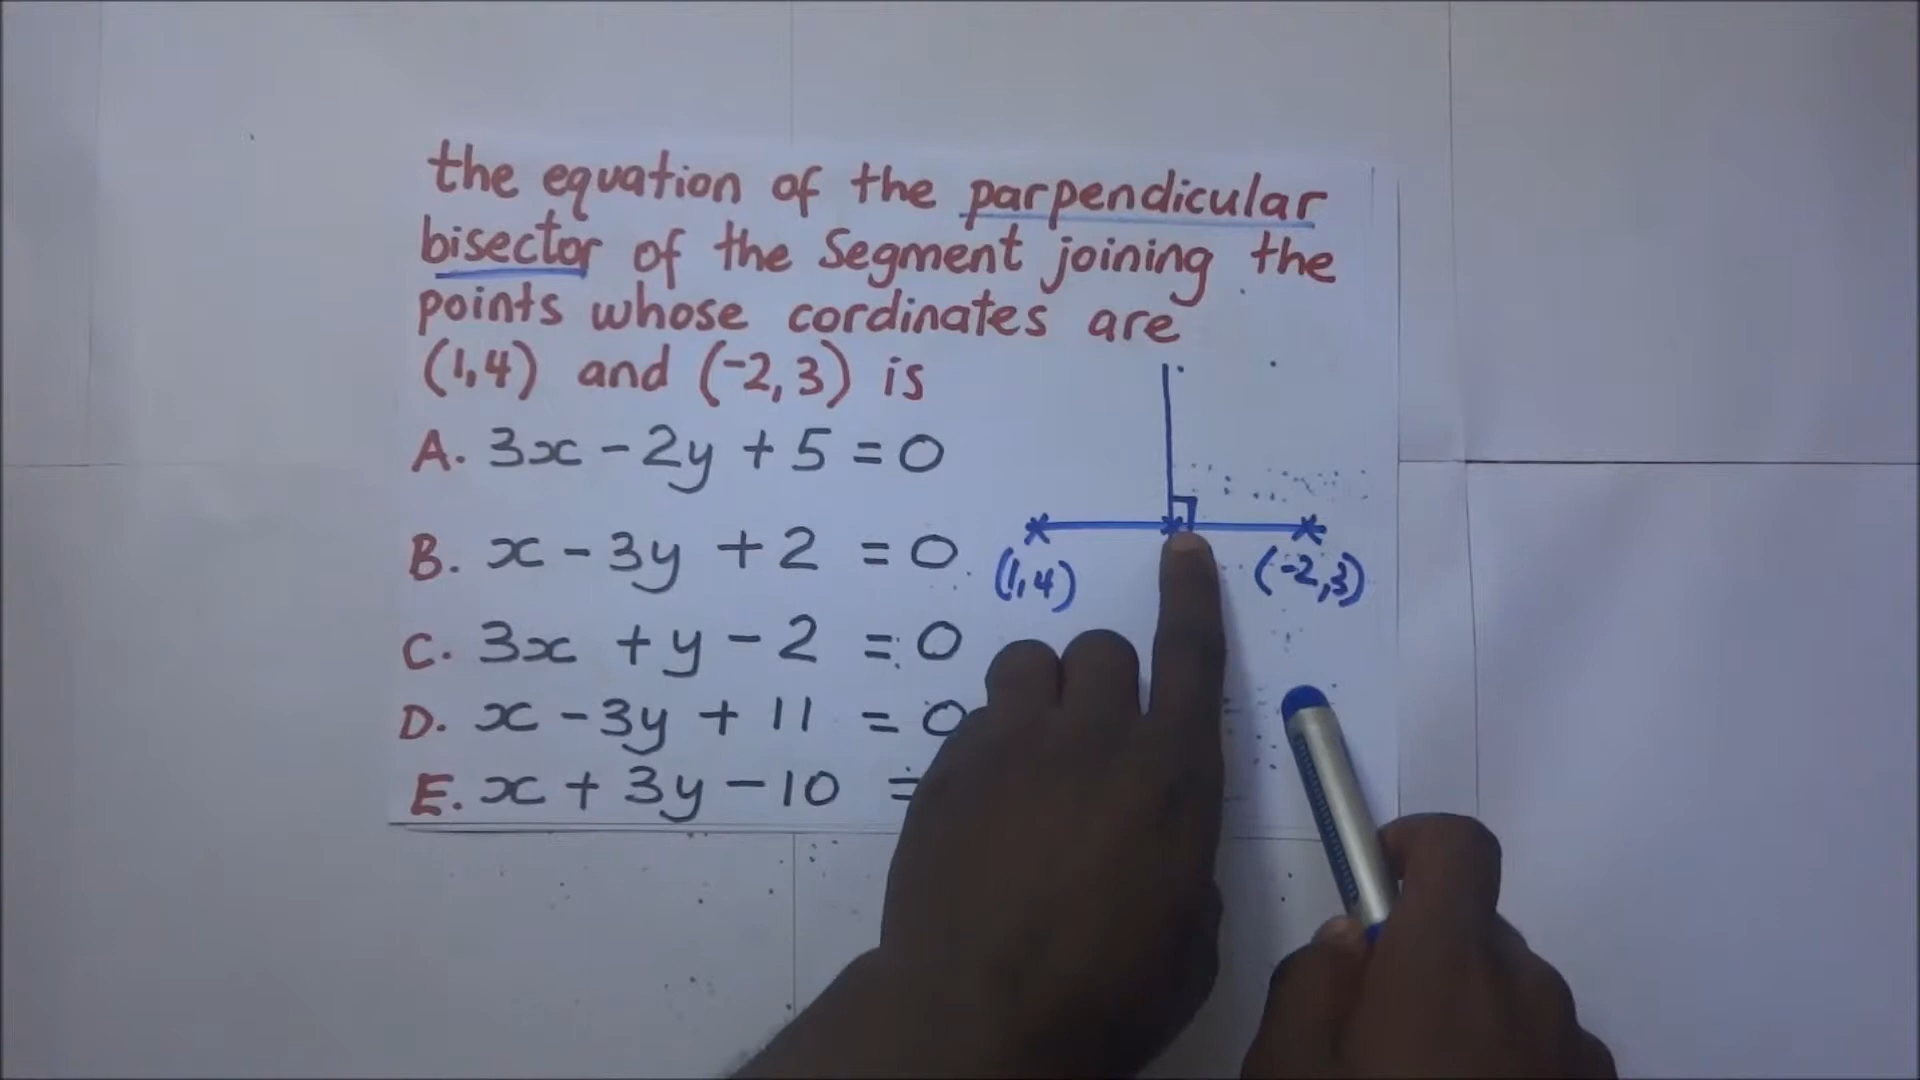 the equation of the parpendicular
bisector of the Segment joining the
points whose cordinates are
(1,4) and (-2,3) is
A. 3x - 2y + 5 = 0
B. x - 3y + 2 = 0
(1,4)
(-2,3)
C. 3x + y - 2 = 0
D. x - 3y + 11 = 0
E. x + 3y - 10 =